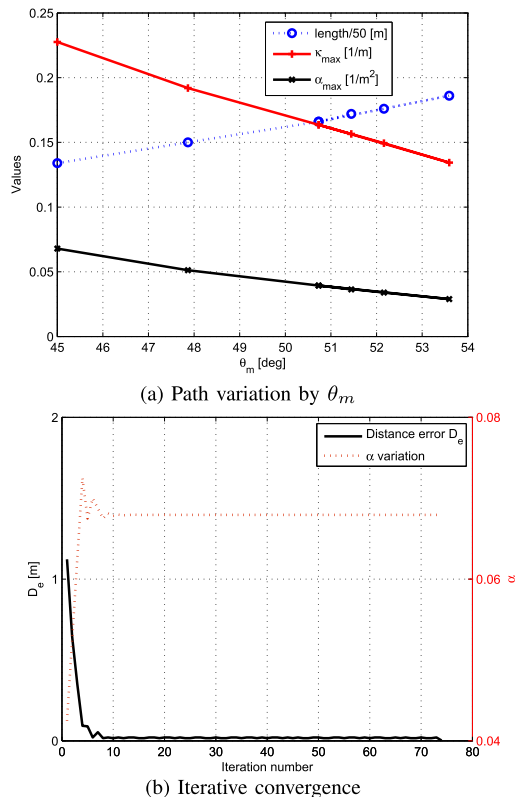 0.25
0.2
0.15
0.1
0.05
0
Values
length/50 [m]
κmax [1/m]
αmax [1/m²]
45 46 47 48 49 50 51 52 53 54
θm [deg]
(a) Path variation by θm
2
1
0
De [m]
Distance error De
α variation
0.08
0.06
0.04
α
0 10 20 30 40 50 60 70 80
Iteration number
(b) Iterative convergence